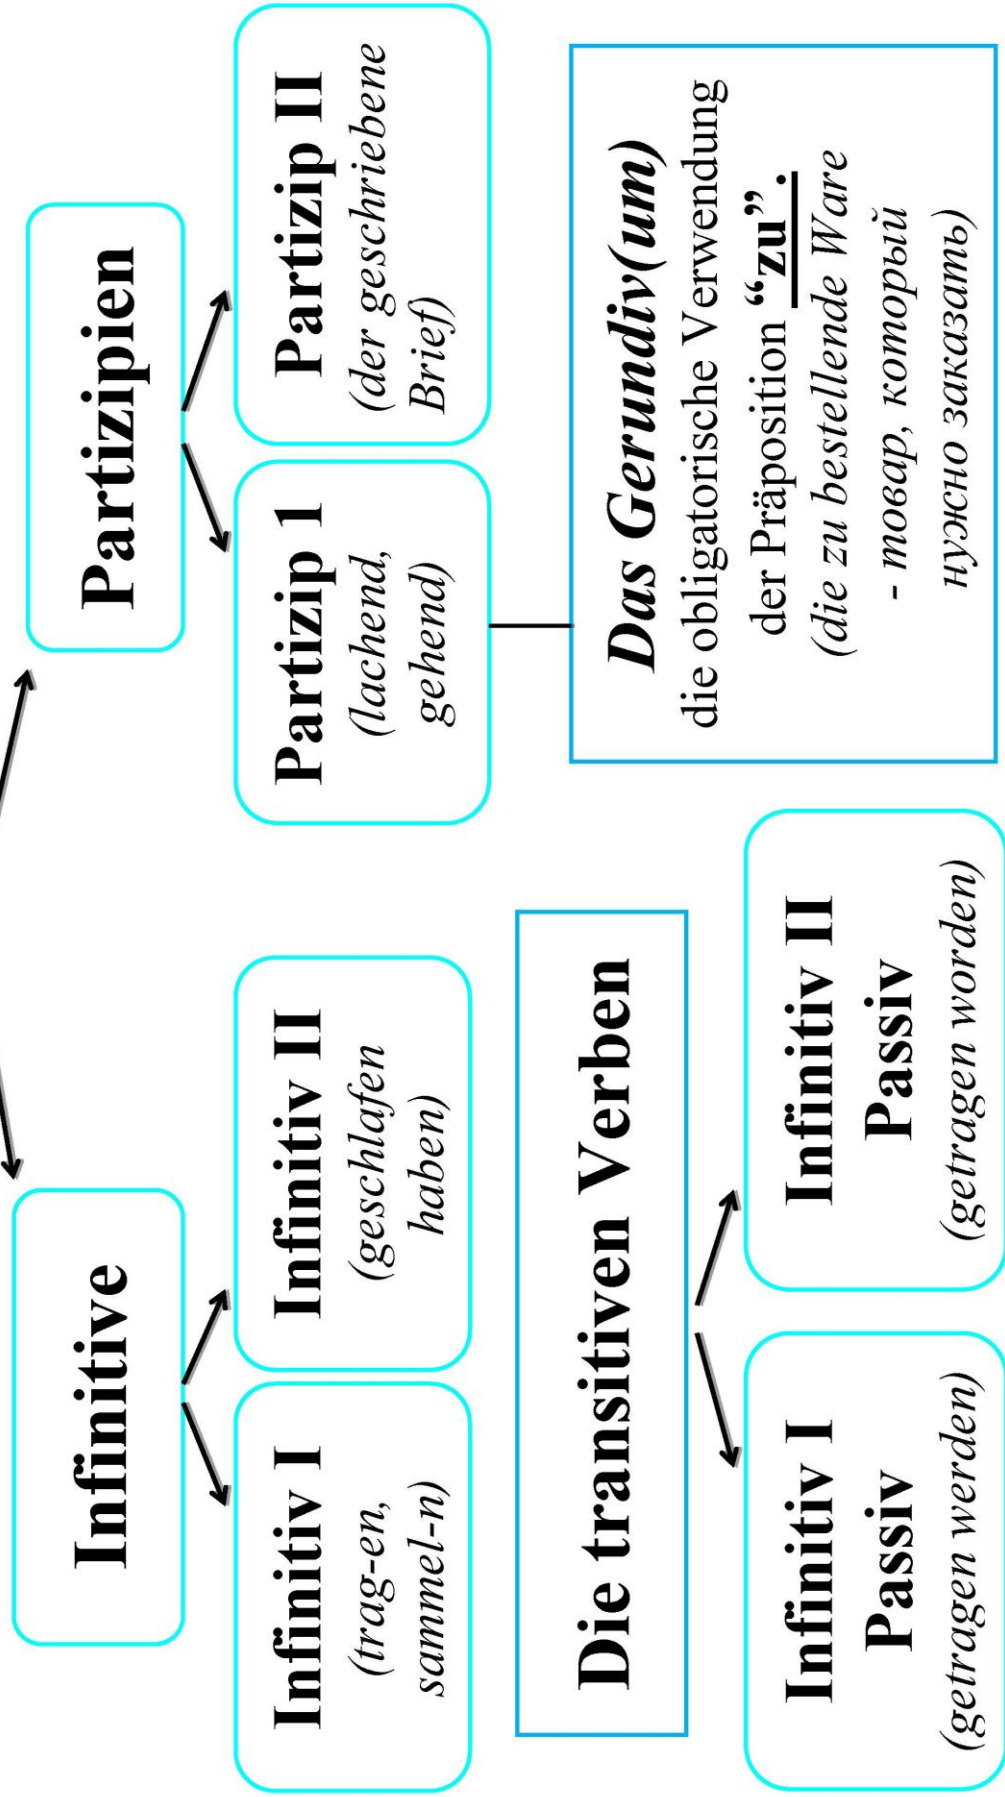 Infinitive
Partizipien
Infinitiv I
(trag-en,
sammel-n)
Infinitiv II
(geschlafen
haben)
Partizip 1
(lachend,
gehend)
Partizip II
(der geschriebene
Brief)
Die transitiven Verben
Infinitiv I
Passiv
(getragen werden)
Infinitiv II
Passiv
(getragen worden)
Das Gerundiv(um)
die obligatorische Verwendung
der Präposition “zu”.
(die zu bestellende Ware
- товар, который
нужно заказать)